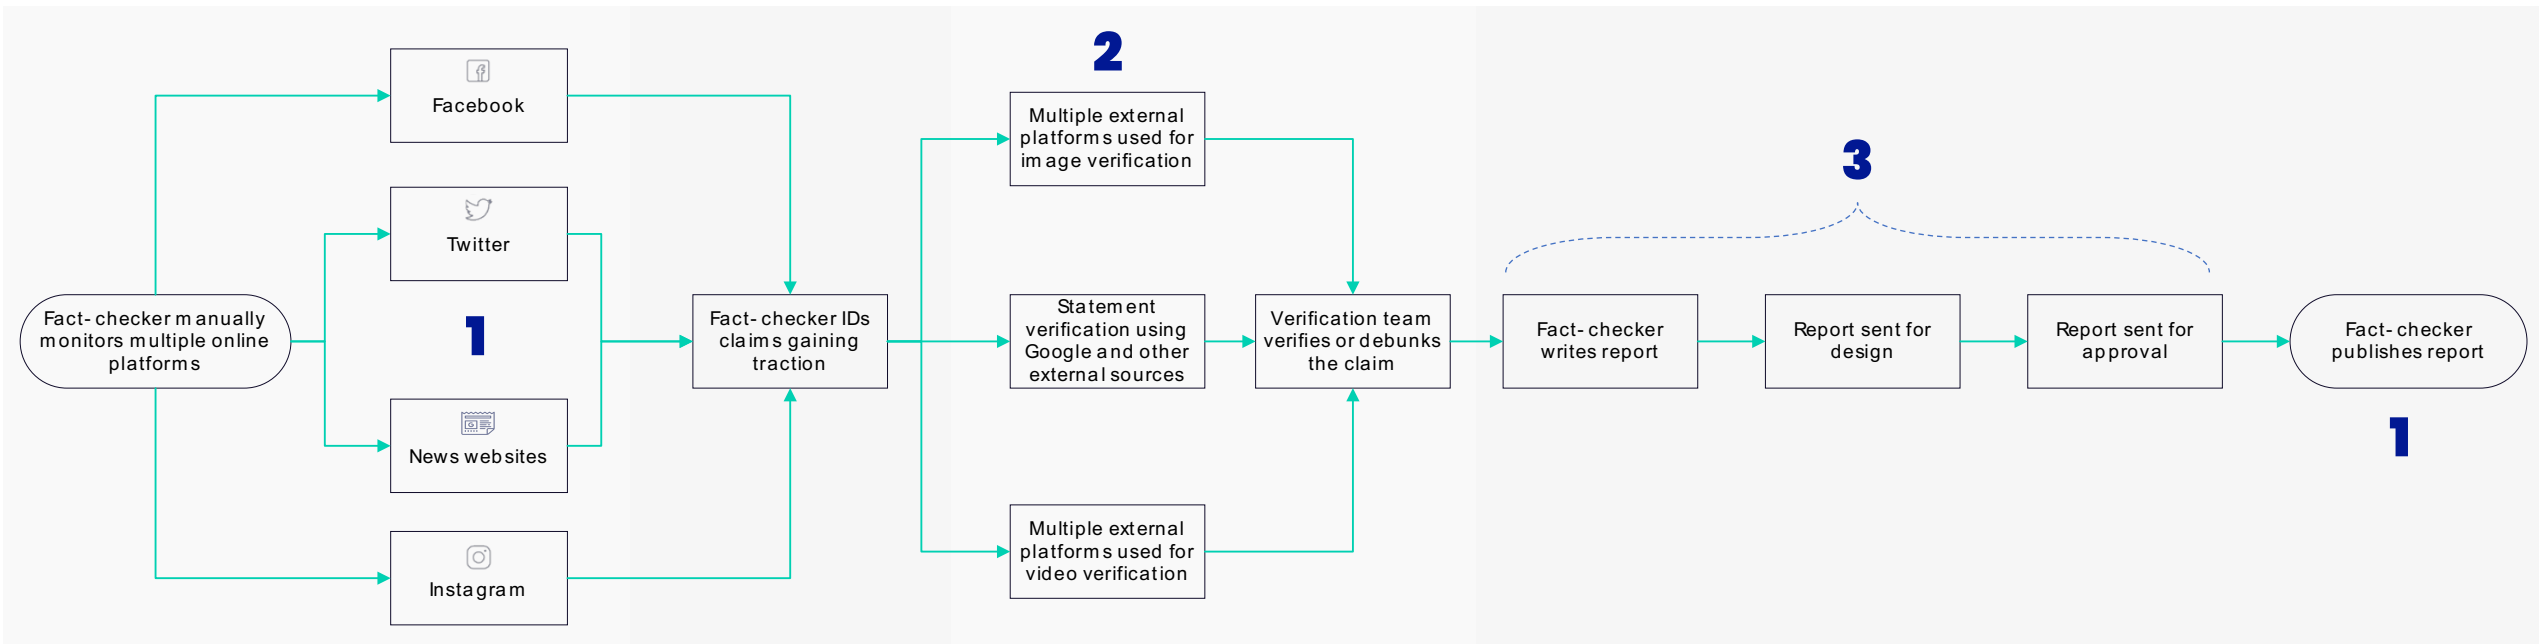 Fact-checker manually
monitors multiple online
platforms
Facebook
Twitter
1
News websites
Instagram
Fact-checker IDs
claims gaining
traction
2
Multiple external
platforms used for
image verification
Statement
verification using
Google and other
external sources
Multiple external
platforms used for
video verification
Verification team
verifies or debunks
the claim
3
Fact-checker
writes report
Report sent for
design
Report sent for
approval
Fact-checker
publishes report
1